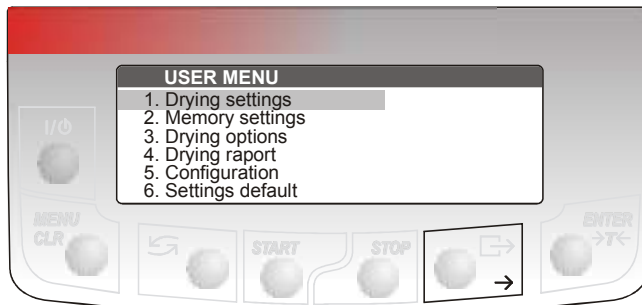 USER MENU
1. Drying settings
2. Memory settings
3. Drying options
4. Drying raport
5. Configuration
6. Settings default
I/⏻
MENU
CLR
START
STOP
ENTER
→T←